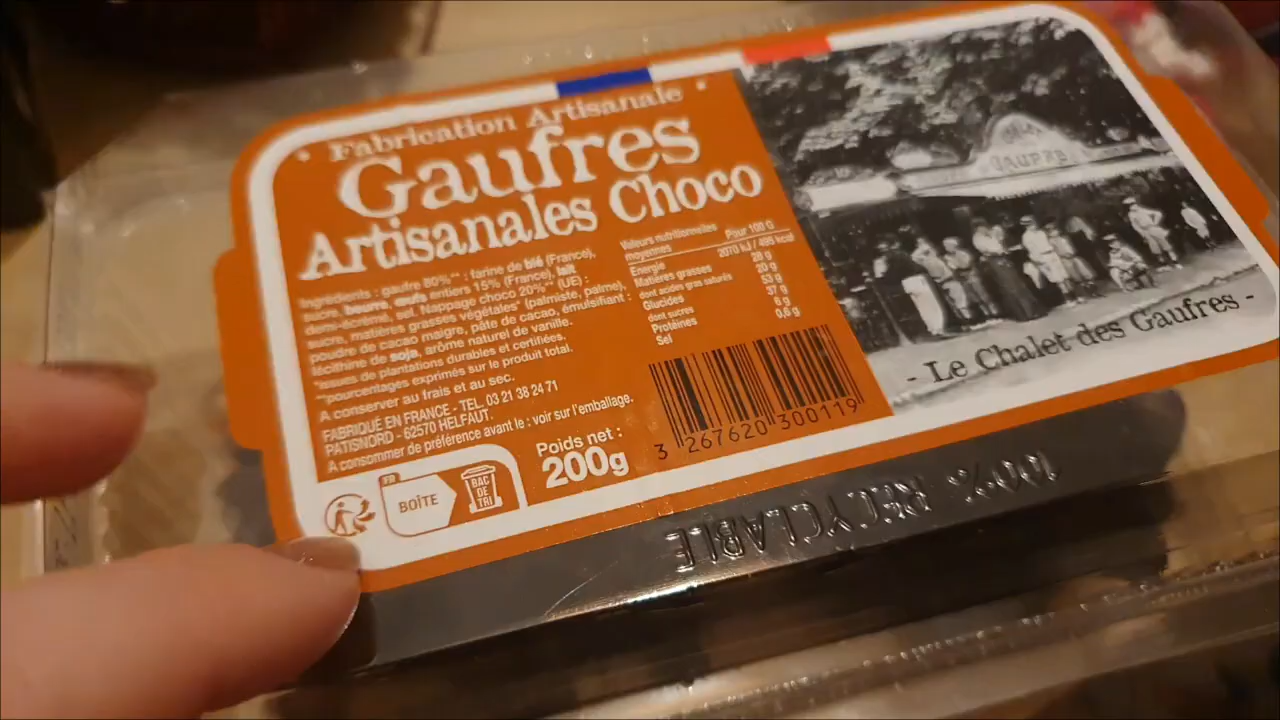 • Fabrication Artisanale •
Gaufres
Artisanales Choco
Ingrédients : gaufre 80%** : farine de blé (France),
sucre, beurre, œufs entiers 15% (France), lait
demi-écrémé, sel. Nappage choco 20%** (UE) :
sucre, matières grasses végétales* (palmiste, palme),
poudre de cacao maigre, pâte de cacao, émulsifiant :
lécithine de soja, arôme naturel de vanille.
*issues de plantations durables et certifiées.
**pourcentages exprimés sur le produit total.
A conserver au frais et au sec.
FABRIQUÉ EN FRANCE - TEL. 03 21 38 24 71
PATISNORD - 62570 HELFAUT.
A consommer de préférence avant le : voir sur l'emballage.
Valeurs nutritionnelles
moyennes Pour 100 G
Energie 2070 kJ / 495 kcal
Matières grasses 28 g
dont acides gras saturés 20 g
Glucides 53 g
dont sucres 37 g
Protéines 6 g
Sel 0,6 g
3 267620 300119
FR
BOÎTE
BAC
DE
TRI
Poids net :
200g
GAUFRES
- Le Chalet des Gaufres -
100% RECYCLABLE